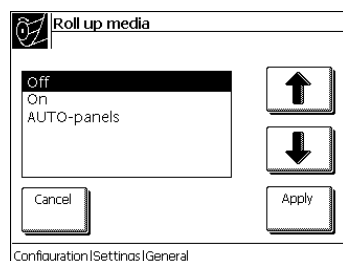 Roll up media
Off
On
AUTO-panels
Cancel
Apply
Configuration|Settings|General